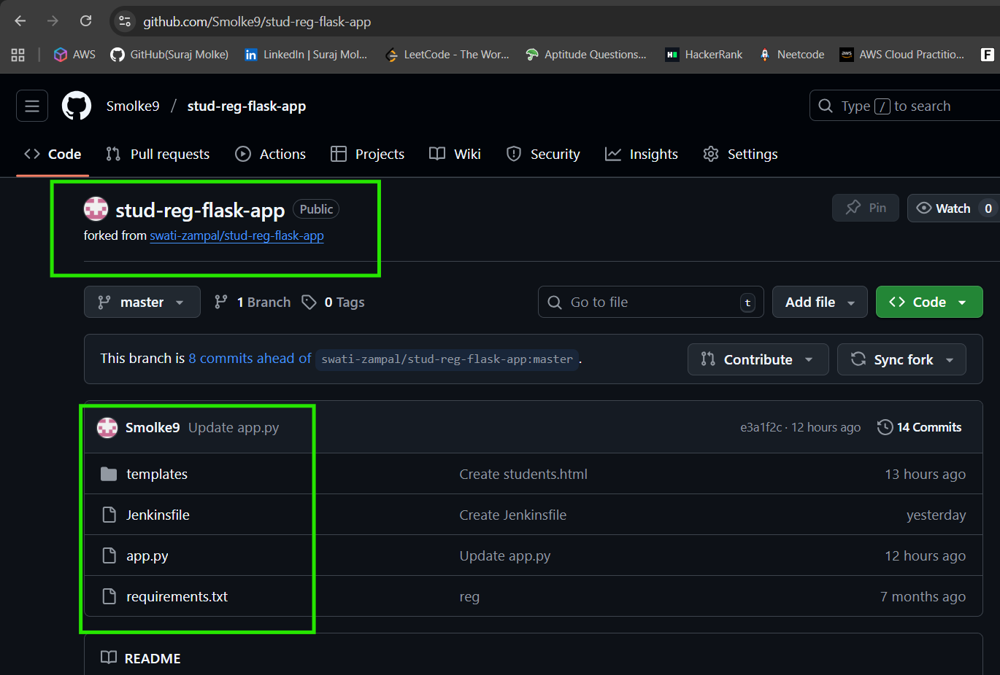 github.com/Smolke9/stud-reg-flask-app
AWS GitHub(Suraj Molke) LinkedIn | Suraj Mol... LeetCode - The Wor... Aptitude Questions... HackerRank Neetcode AWS Cloud Practitio... F
Smolke9 / stud-reg-flask-app Type / to search
Code Pull requests Actions Projects Wiki Security Insights Settings
stud-reg-flask-app Public Pin Watch 0
forked from swati-zampal/stud-reg-flask-app
master 1 Branch 0 Tags Go to file t Add file Code
This branch is 8 commits ahead of swati-zampal/stud-reg-flask-app:master . Contribute Sync fork
Smolke9 Update app.py e3a1f2c · 12 hours ago 14 Commits
templates Create students.html 13 hours ago
Jenkinsfile Create Jenkinsfile yesterday
app.py Update app.py 12 hours ago
requirements.txt reg 7 months ago
README